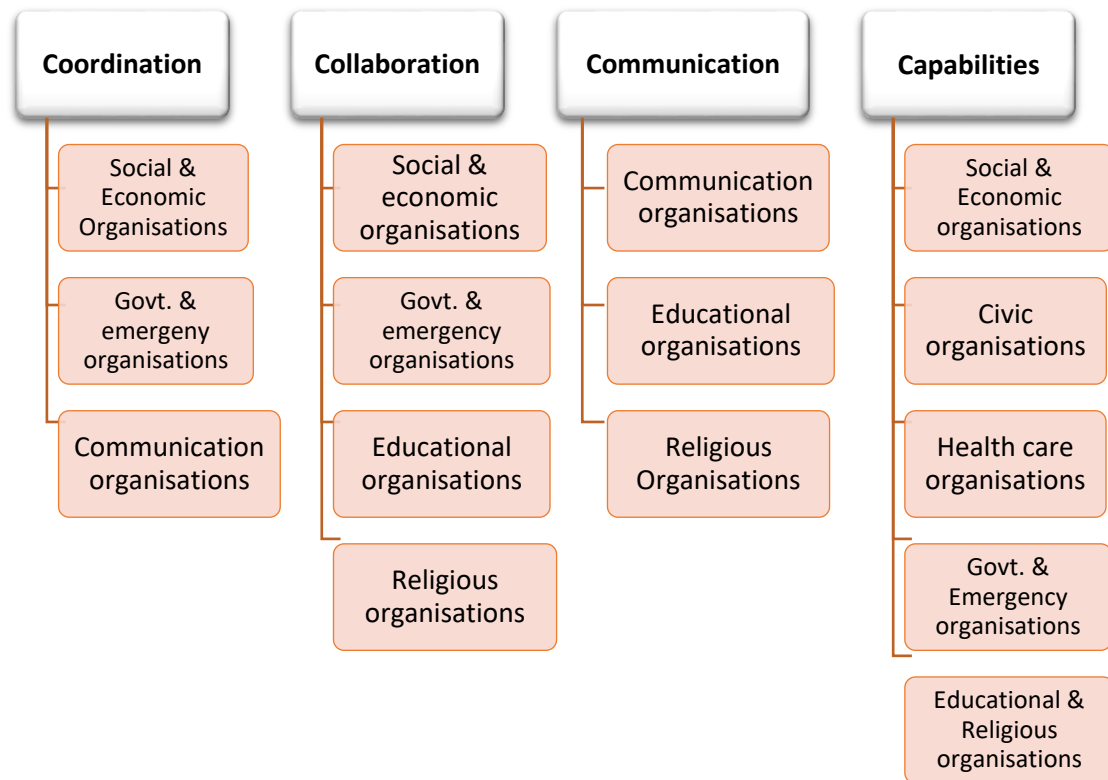 Coordination
Social &
Economic
Organisations
Govt. &
emergeny
organisations
Communication
organisations
Collaboration
Social &
economic
organisations
Govt. &
emergency
organisations
Educational
organisations
Religious
organisations
Communication
Communication
organisations
Educational
organisations
Religious
Organisations
Capabilities
Social &
Economic
organisations
Civic
organisations
Health care
organisations
Govt. &
Emergency
organisations
Educational &
Religious
organisations